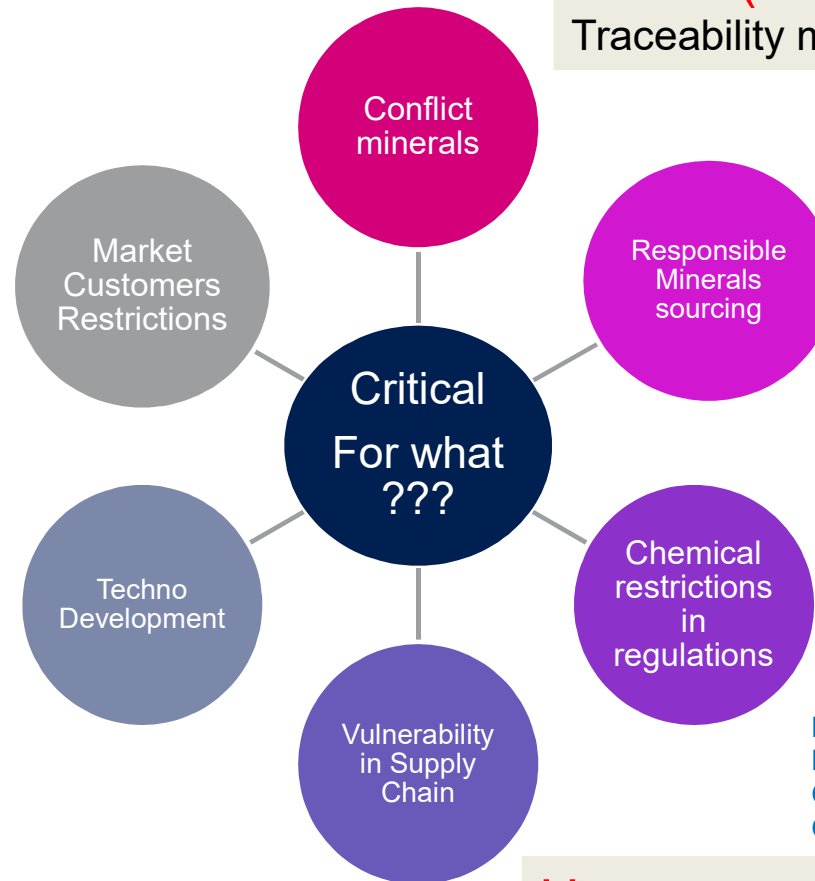 Traceability
Conflict
minerals
Market
Customers
Restrictions
Responsible
Minerals
sourcing
Critical
For what
???
Techno
Development
Chemical
restrictions
in
regulations
Vulnerability
in Supply
Chain